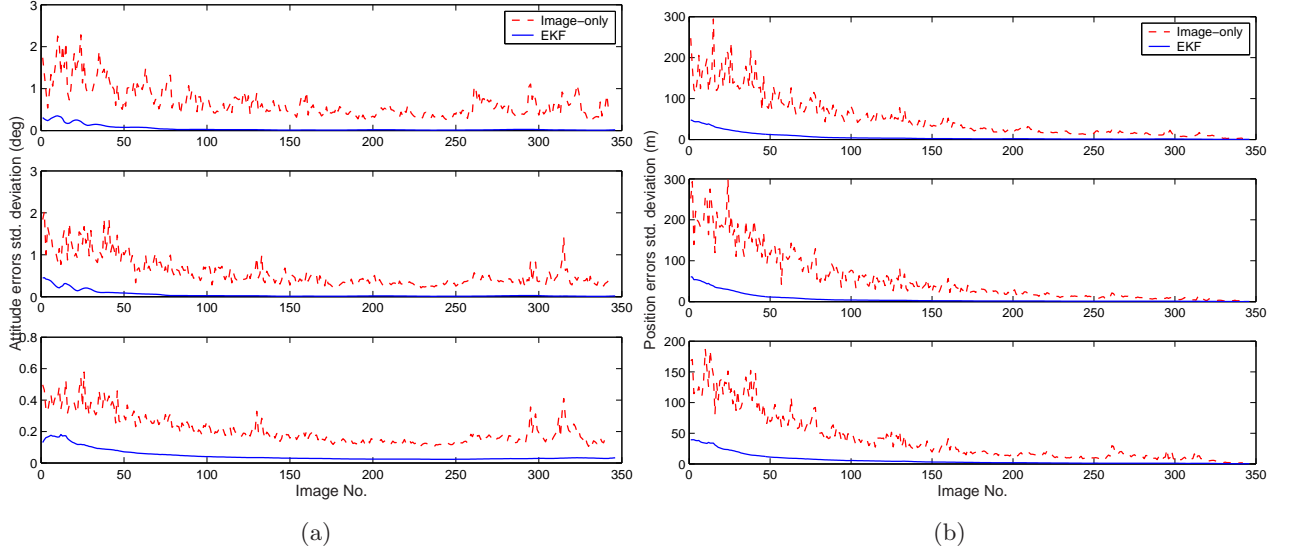 3
2
1
0
0 50 100 150 200 250 300 350
Image−only
EKF
3
2
1
0
0 50 100 150 200 250 300 350
0.8
0.6
0.4
0.2
0
0 50 100 150 200 250 300 350
Attitude errors std. deviation (deg)
Image No.
(a)
300
200
100
0
0 50 100 150 200 250 300 350
Image−only
EKF
300
200
100
0
0 50 100 150 200 250 300 350
200
150
100
50
0
0 50 100 150 200 250 300 350
Position errors std. deviation (m)
Image No.
(b)